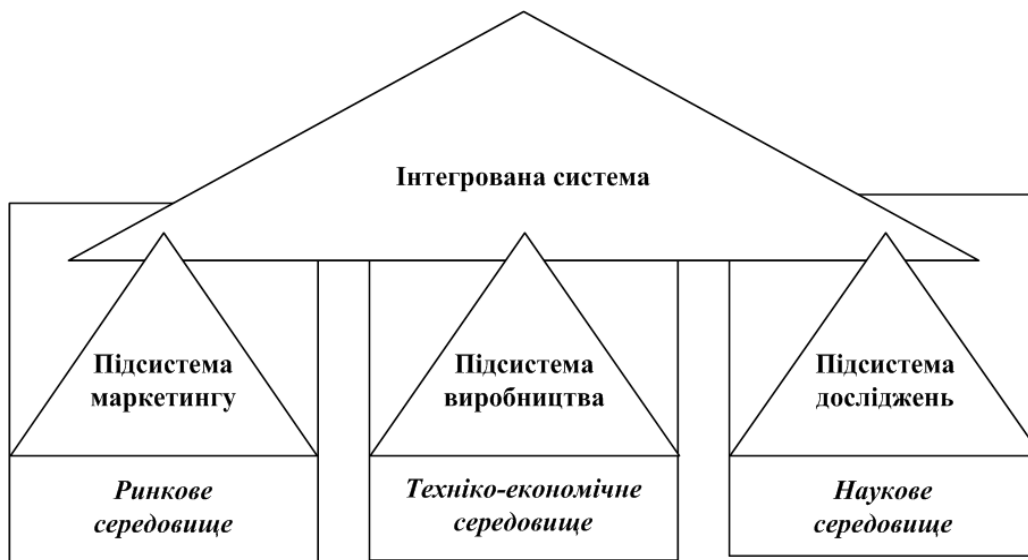 Інтегрована система
Підсистема
маркетингу
Підсистема
виробництва
Підсистема
досліджень
Ринкове
середовище
Техніко-економічне
середовище
Наукове
середовище